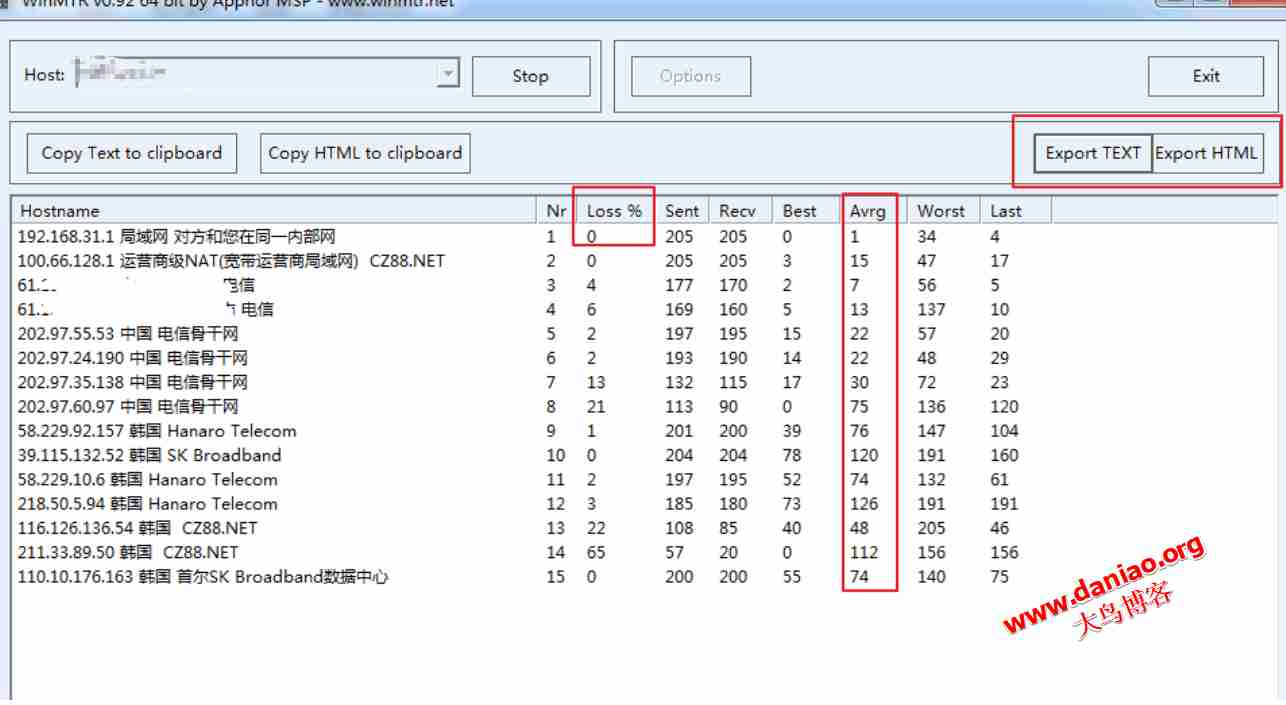 WinMTR v0.92 64 bit by Appnor MSP - www.winmtr.net
Host: Stop Options Exit
Copy Text to clipboard Copy HTML to clipboard Export TEXT Export HTML
Hostname Nr Loss % Sent Recv Best Avrg Worst Last
192.168.31.1 局域网 对方和您在同一内部网 1 0 205 205 0 1 34 4
100.66.128.1 运营商级NAT(宽带运营商局域网) CZ88.NET 2 0 205 205 3 15 47 17
61. 电信 3 4 177 170 2 7 56 5
61. 电信 4 6 169 160 5 13 137 10
202.97.55.53 中国 电信骨干网 5 2 197 195 15 22 57 20
202.97.24.190 中国 电信骨干网 6 2 193 190 14 22 48 29
202.97.35.138 中国 电信骨干网 7 13 132 115 17 30 72 23
202.97.60.97 中国 电信骨干网 8 21 113 90 0 75 136 120
58.229.92.157 韩国 Hanaro Telecom 9 1 201 200 39 76 147 104
39.115.132.52 韩国 SK Broadband 10 0 204 204 78 120 191 160
58.229.10.6 韩国 Hanaro Telecom 11 2 197 195 52 74 132 61
218.50.5.94 韩国 Hanaro Telecom 12 3 185 180 73 126 191 191
116.126.136.54 韩国 CZ88.NET 13 22 108 85 40 48 205 46
211.33.89.50 韩国 CZ88.NET 14 65 57 20 0 112 156 156
110.10.176.163 韩国 首尔SK Broadband数据中心 15 0 200 200 55 74 140 75
www.daniao.org
大鸟博客